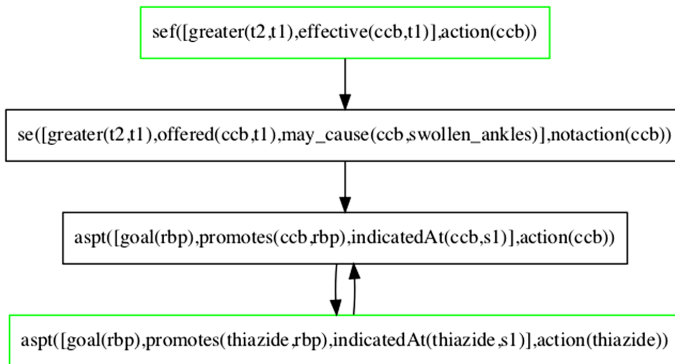 sef([greater(t2,t1),effective(ccb,t1)],action(ccb))
se([greater(t2,t1),offered(ccb,t1),may_cause(ccb,swollen_ankles)],notaction(ccb))
aspt([goal(rbp),promotes(ccb,rbp),indicatedAt(ccb,s1)],action(ccb))
aspt([goal(rbp),promotes(thiazide,rbp),indicatedAt(thiazide,s1)],action(thiazide))